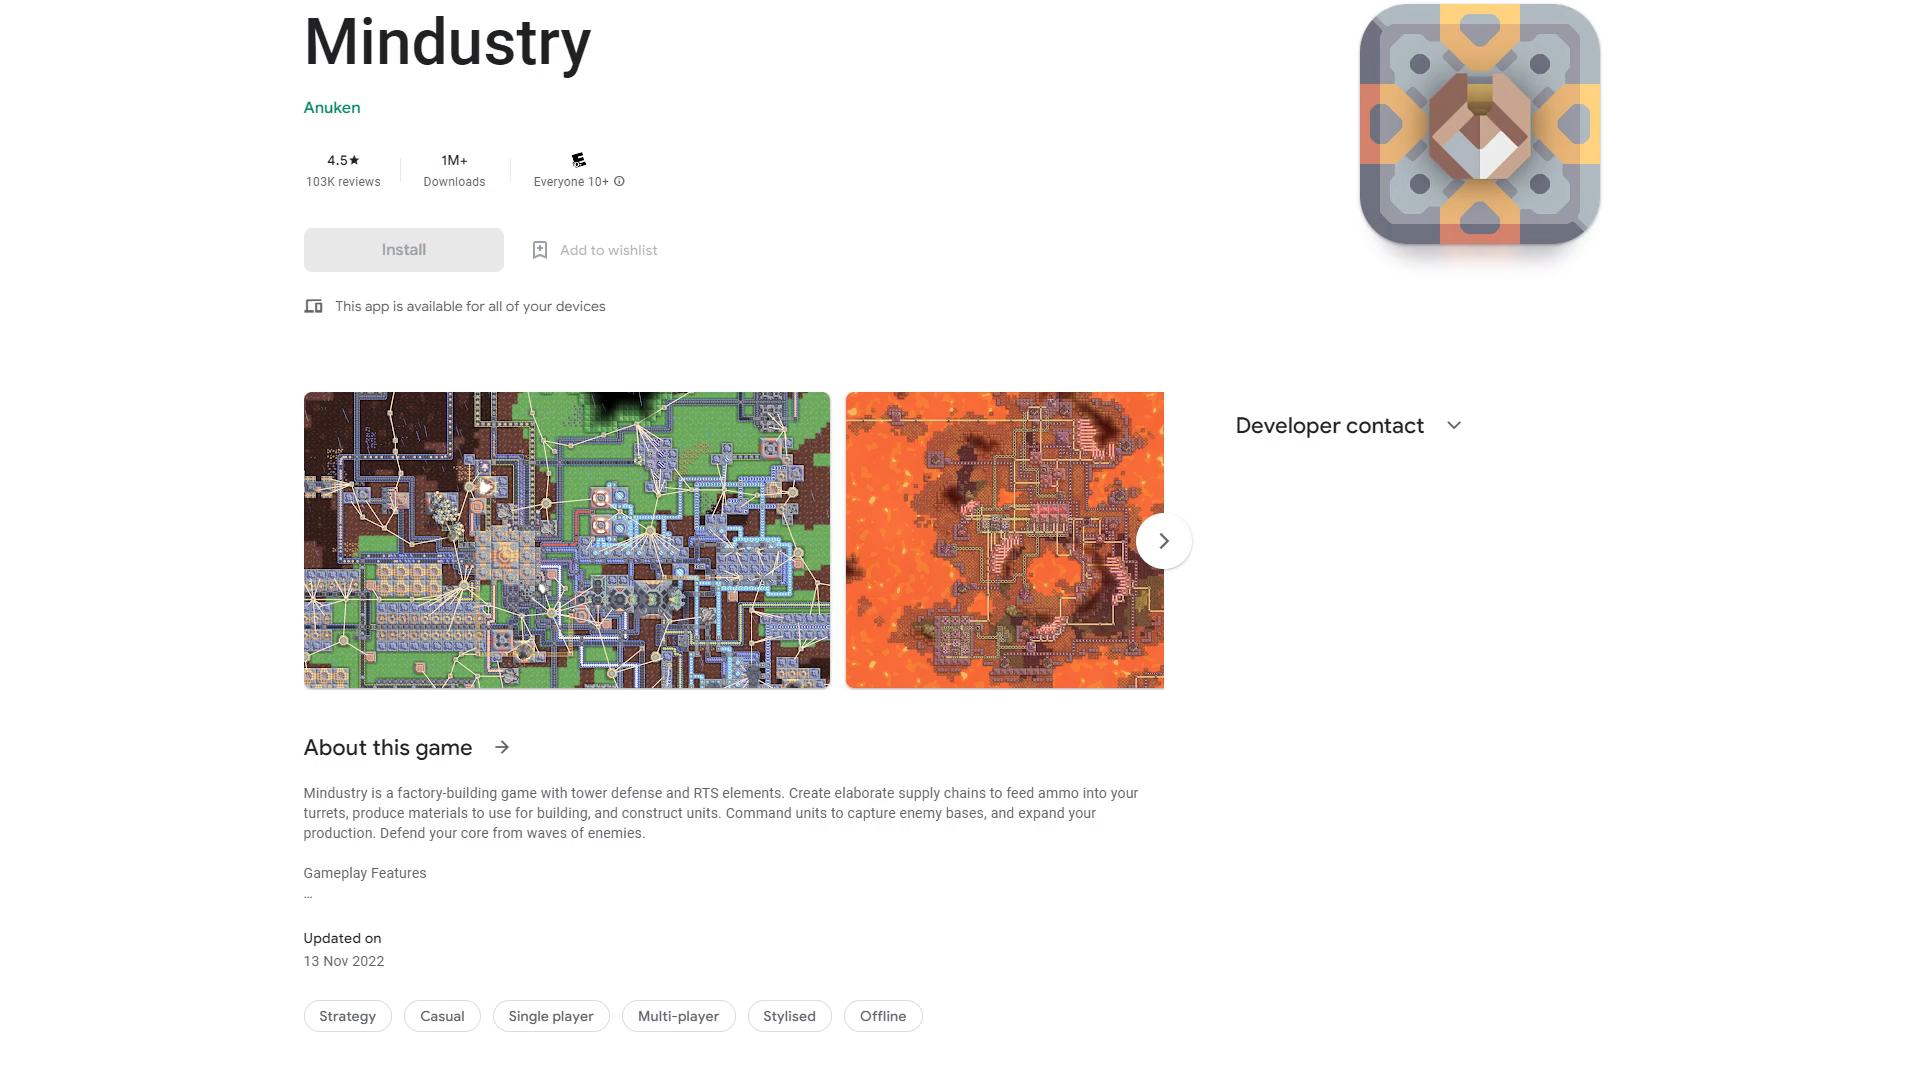 Mindustry
Anuken
4.5★
103K reviews
1M+
Downloads
Everyone 10+
Install
Add to wishlist
This app is available for all of your devices
Developer contact
About this game
Mindustry is a factory-building game with tower defense and RTS elements. Create elaborate supply chains to feed ammo into your
turrets, produce materials to use for building, and construct units. Command units to capture enemy bases, and expand your
production. Defend your core from waves of enemies.
Gameplay Features
…
Updated on
13 Nov 2022
Strategy
Casual
Single player
Multi-player
Stylised
Offline